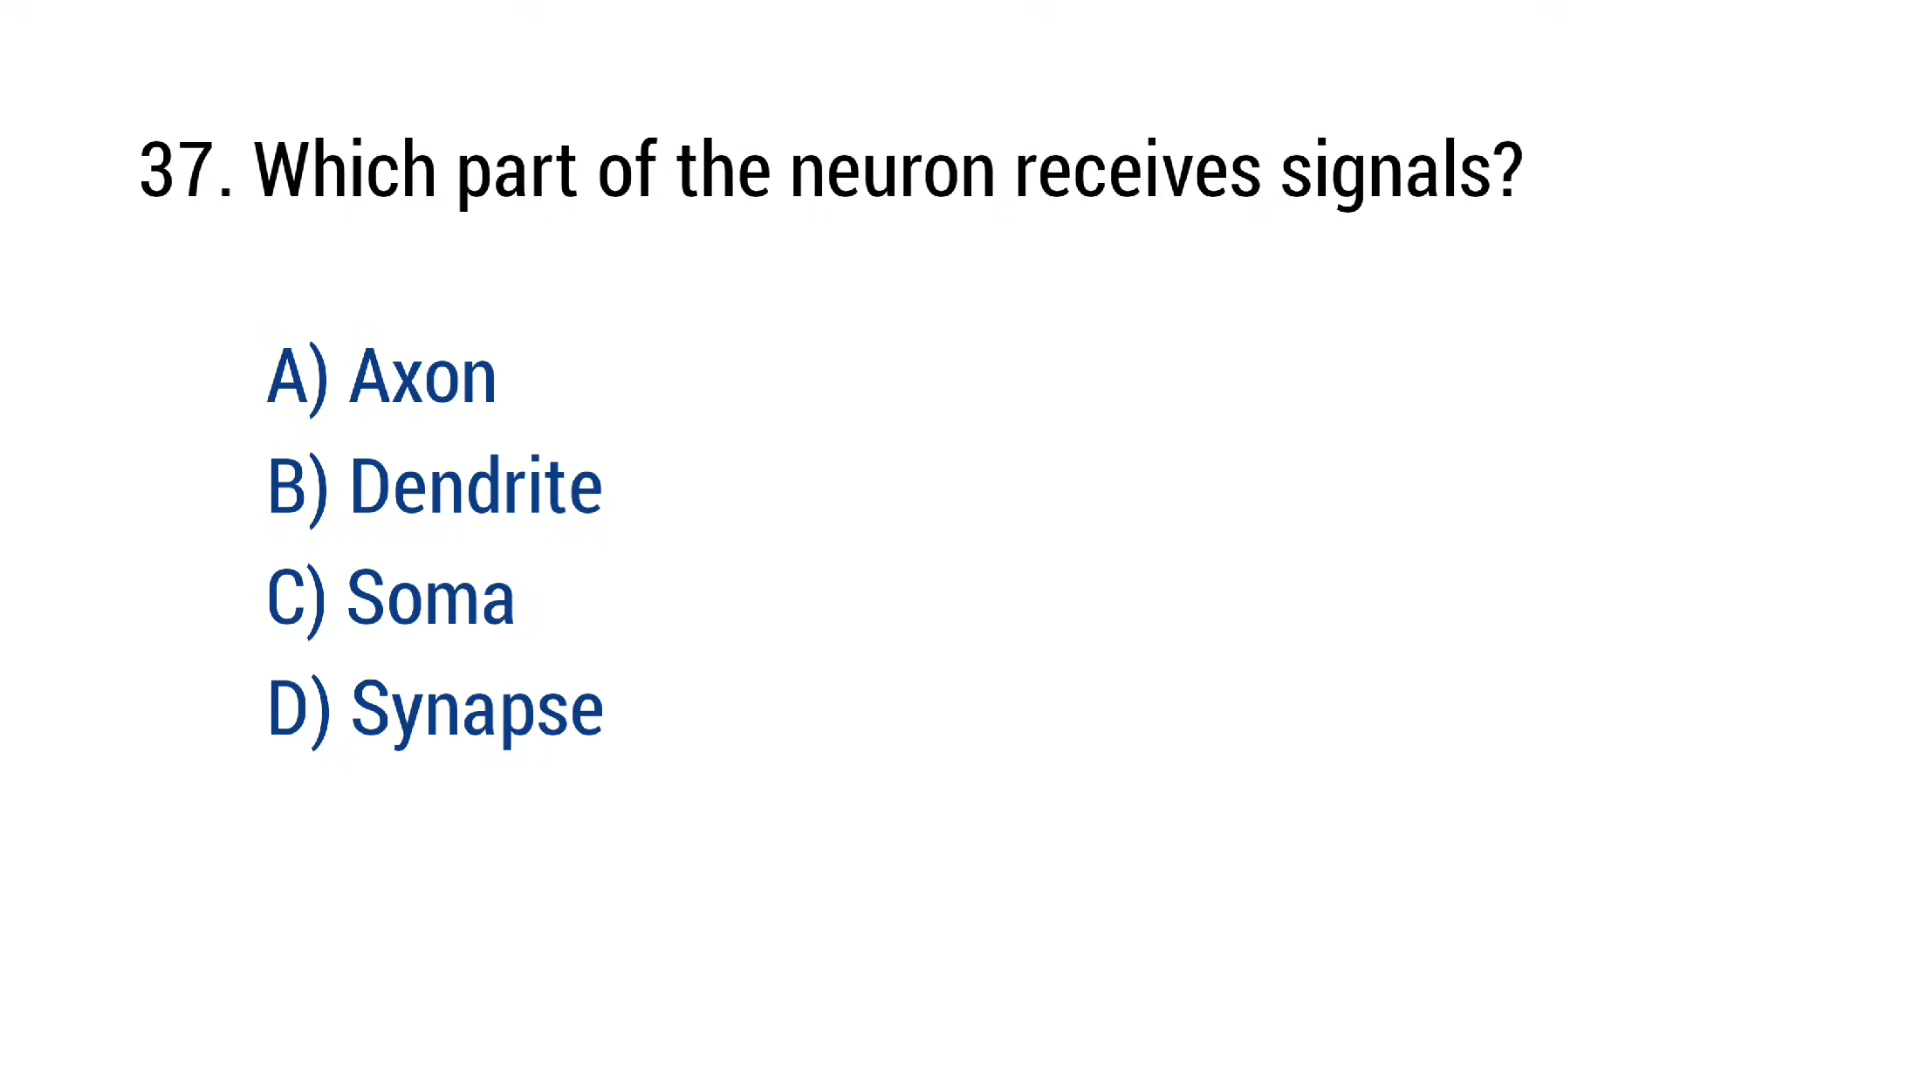 37. Which part of the neuron receives signals?
A) Axon
B) Dendrite
C) Soma
D) Synapse